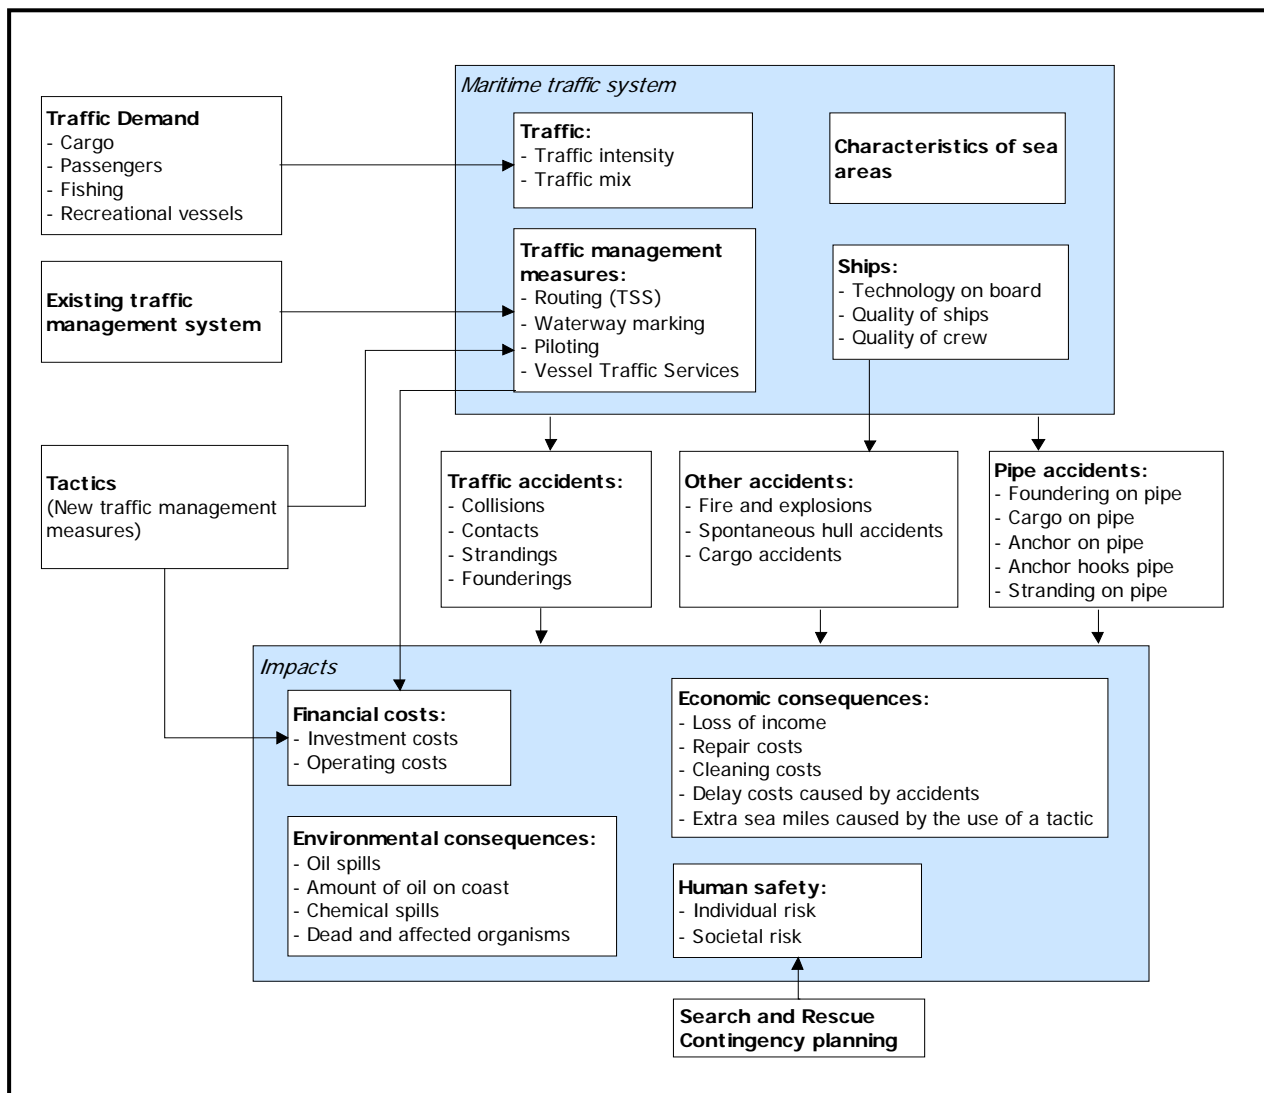 Maritime traffic system
Traffic Demand
- Cargo
- Passengers
- Fishing
- Recreational vessels
Traffic:
- Traffic intensity
- Traffic mix
Characteristics of sea
areas
Existing traffic
management system
Traffic management
measures:
- Routing (TSS)
- Waterway marking
- Piloting
- Vessel Traffic Services
Ships:
- Technology on board
- Quality of ships
- Quality of crew
Tactics
(New traffic management
measures)
Traffic accidents:
- Collisions
- Contacts
- Strandings
- Founderings
Other accidents:
- Fire and explosions
- Spontaneous hull accidents
- Cargo accidents
Pipe accidents:
- Foundering on pipe
- Cargo on pipe
- Anchor on pipe
- Anchor hooks pipe
- Stranding on pipe
Impacts
Financial costs:
- Investment costs
- Operating costs
Economic consequences:
- Loss of income
- Repair costs
- Cleaning costs
- Delay costs caused by accidents
- Extra sea miles caused by the use of a tactic
Environmental consequences:
- Oil spills
- Amount of oil on coast
- Chemical spills
- Dead and affected organisms
Human safety:
- Individual risk
- Societal risk
Search and Rescue
Contingency planning